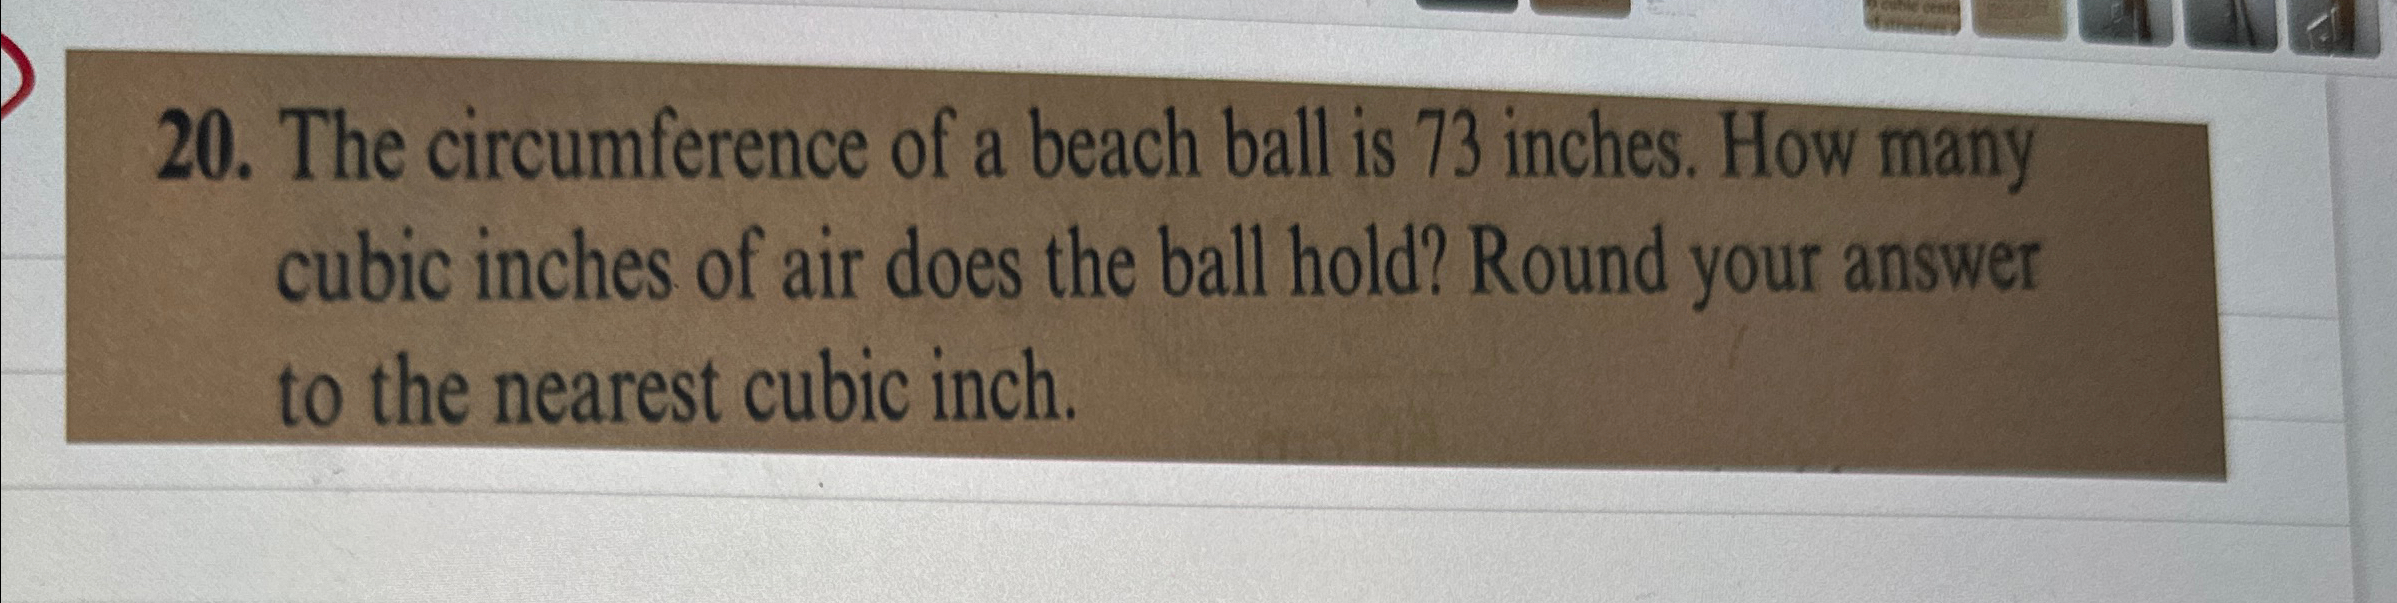 20. The circumference of a beach ball is 73 inches. How many
cubic inches of air does the ball hold? Round your answer
to the nearest cubic inch.